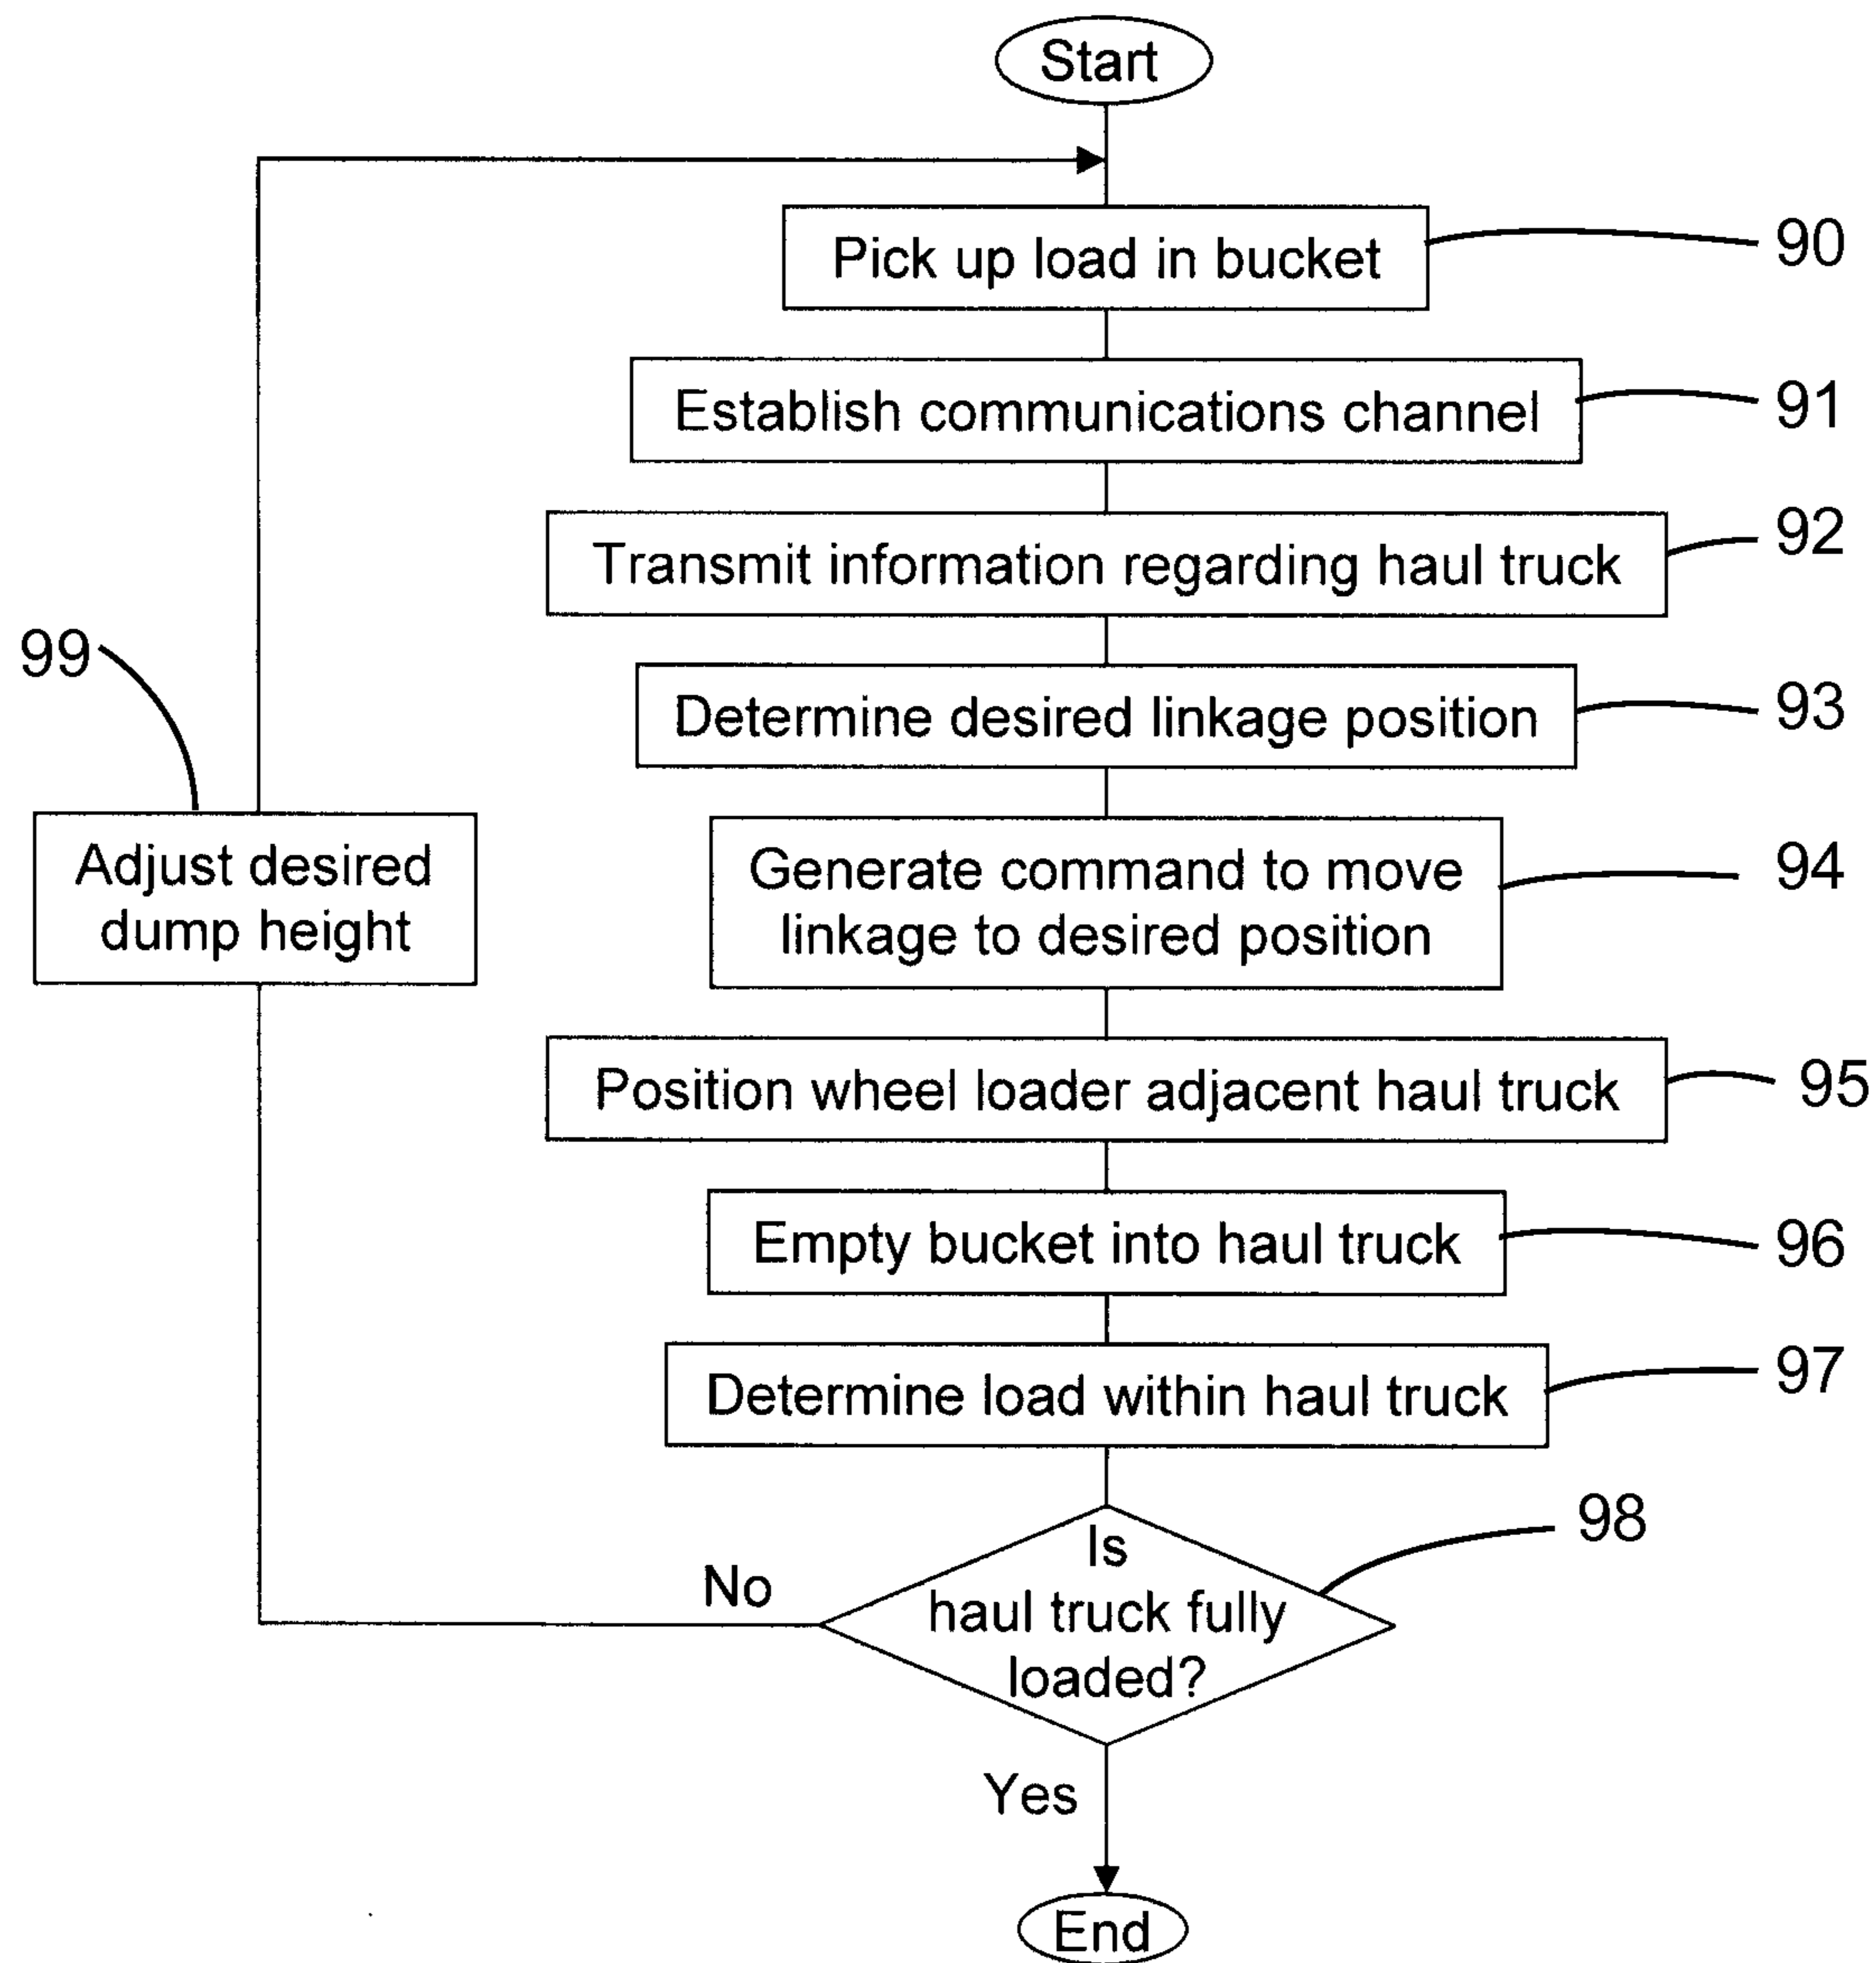 Start
Pick up load in bucket
90
Establish communications channel
91
Transmit information regarding haul truck
92
Determine desired linkage position
93
99
Adjust desired
dump height
Generate command to move
linkage to desired position
94
Position wheel loader adjacent haul truck
95
Empty bucket into haul truck
96
Determine load within haul truck
97
Is
haul truck fully
loaded?
98
No
Yes
End